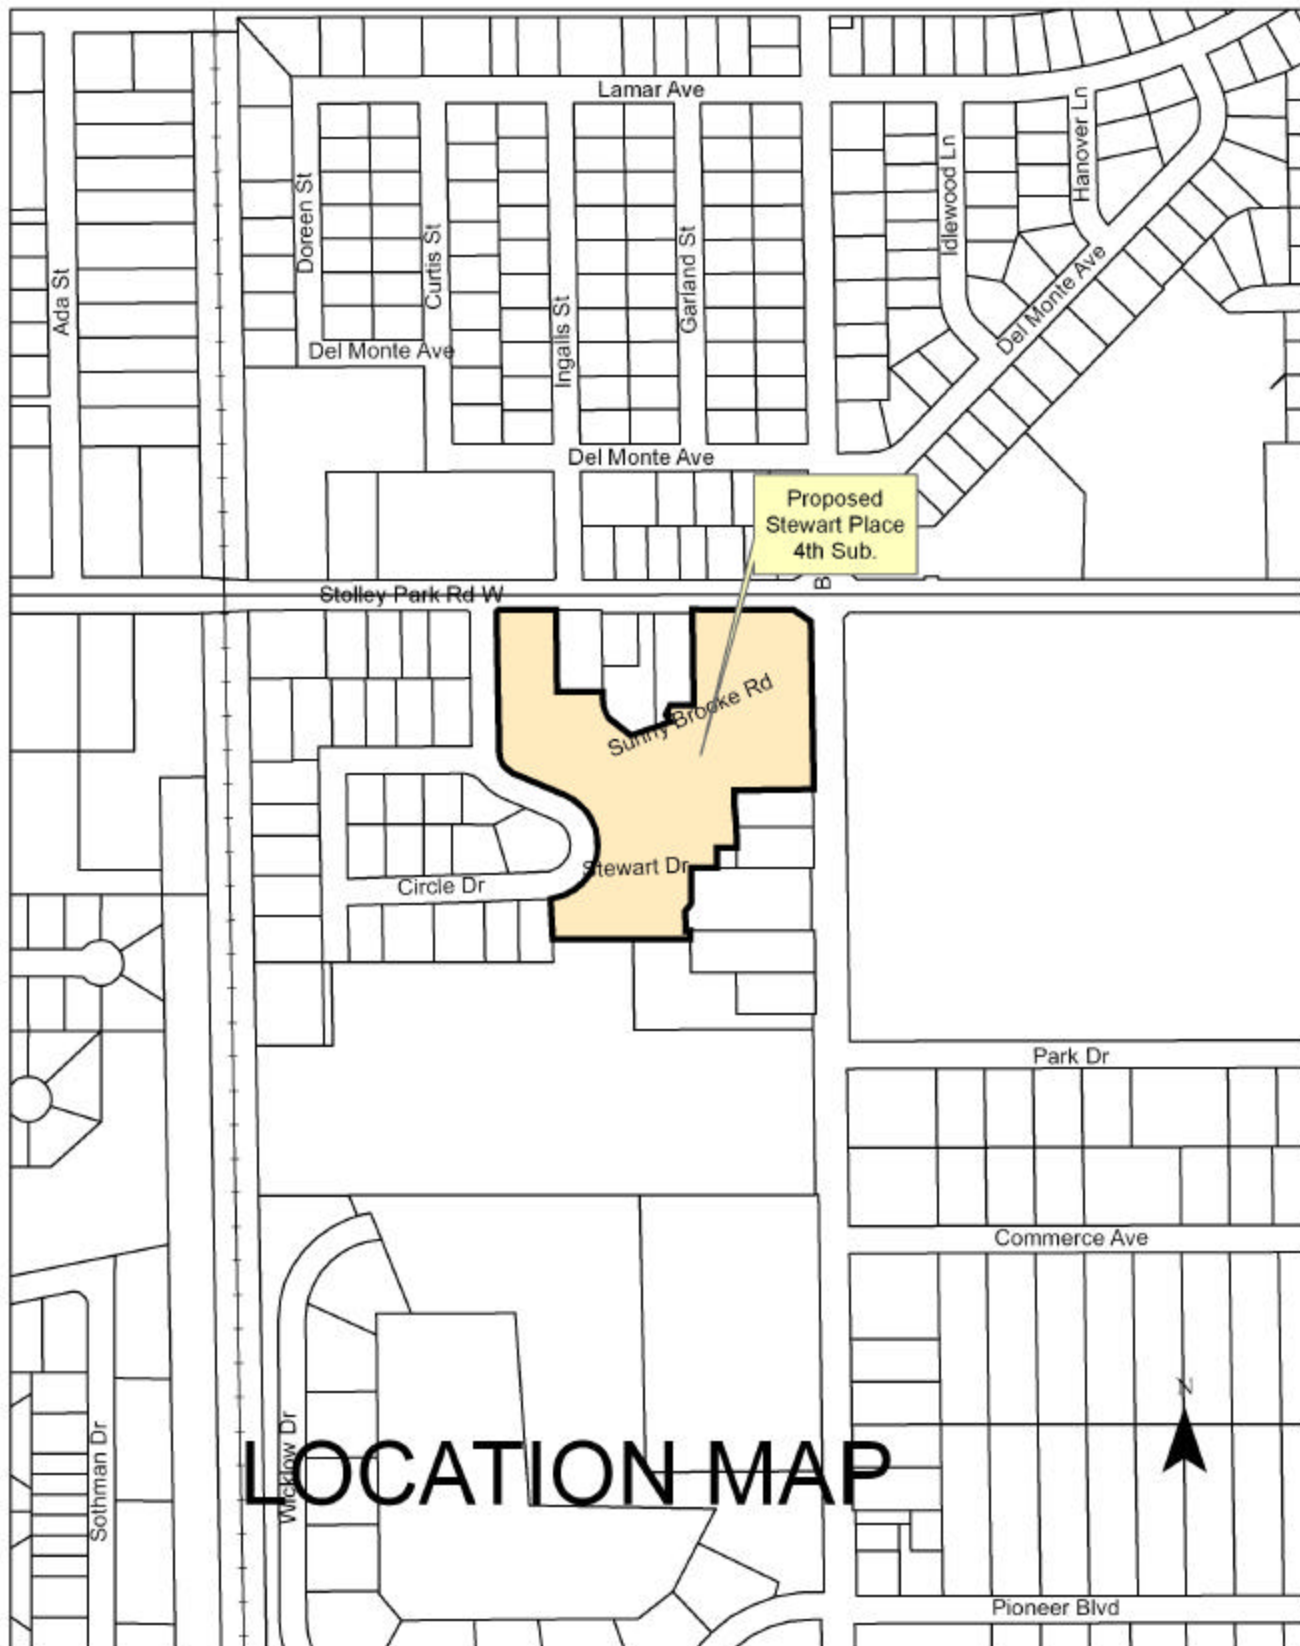 Lamar Ave
Hanover Ln
Idlewood Ln
Doreen St
Curtis St
Garland St
Ada St
Ingalls St
Del Monte Ave
Del Monte Ave
Del Monte Ave
Proposed
Stewart Place
4th Sub.
B
Stolley Park Rd W
Sunny Brooke Rd
Stewart Dr
Circle Dr
Park Dr
Commerce Ave
N
LOCATION MAP
Wicklow Dr
Sothman Dr
Pioneer Blvd